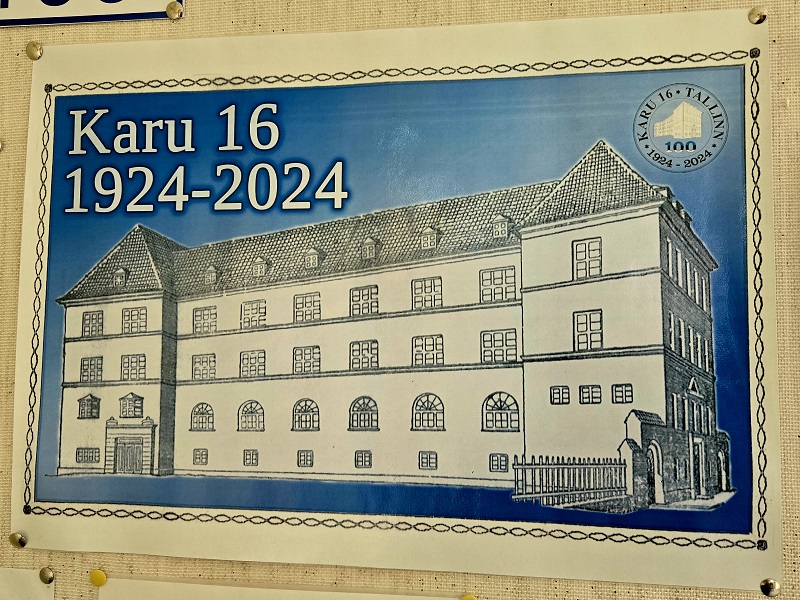 Karu 16
1924-2024
KARU 16 • TALLINN
100
• 1924 - 2024 •